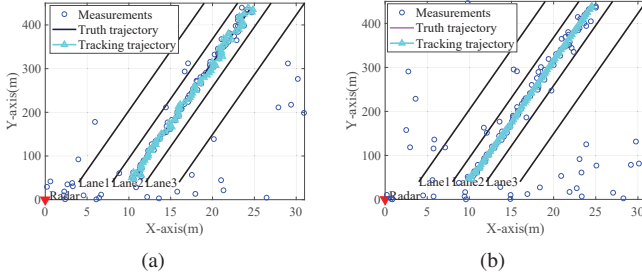 Measurements
Truth trajectory
Tracking trajectory
Y-axis(m)
400
300
200
100
0
Lane1
Lane2
Lane3
Radar
0 5 10 15 20 25 30
X-axis(m)
(a)
Measurements
Truth trajectory
Tracking trajectory
Y-axis(m)
400
300
200
100
0
Lane1
Lane2
Lane3
Radar
0 5 10 15 20 25 30
X-axis(m)
(b)